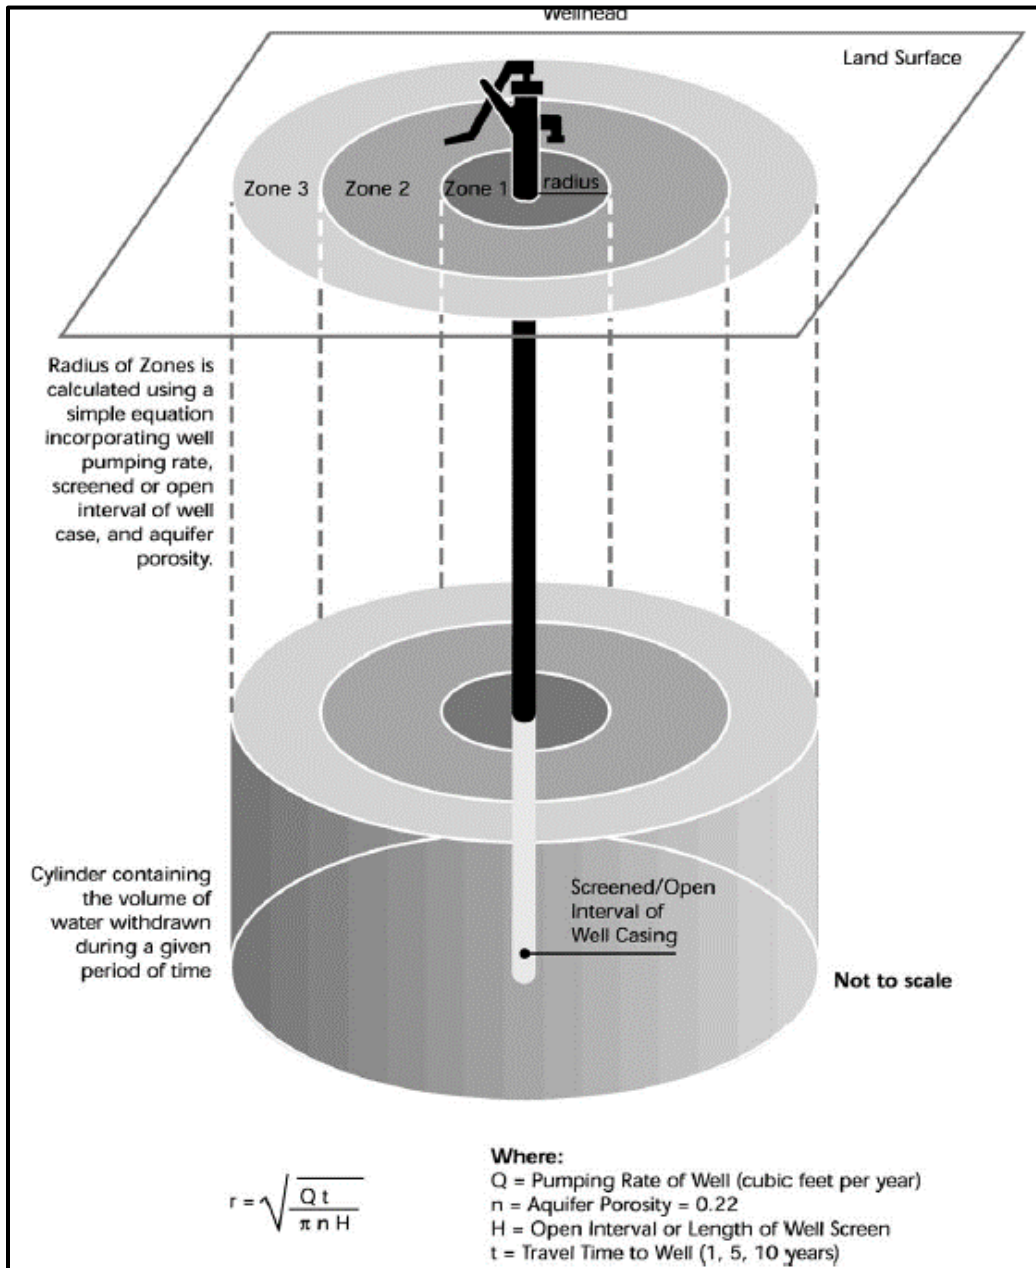 Wellhead
Land Surface
Zone 3
Zone 2
Zone 1
radius
Radius of Zones is
calculated using a
simple equation
incorporating well
pumping rate,
screened or open
interval of well
case, and aquifer
porosity.
Cylinder containing
the volume of
water withdrawn
during a given
period of time
Screened/Open
Interval of
Well Casing
Not to scale
r = √(Q t / π n H)
Where:
Q = Pumping Rate of Well (cubic feet per year)
n = Aquifer Porosity = 0.22
H = Open Interval or Length of Well Screen
t = Travel Time to Well (1, 5, 10 years)